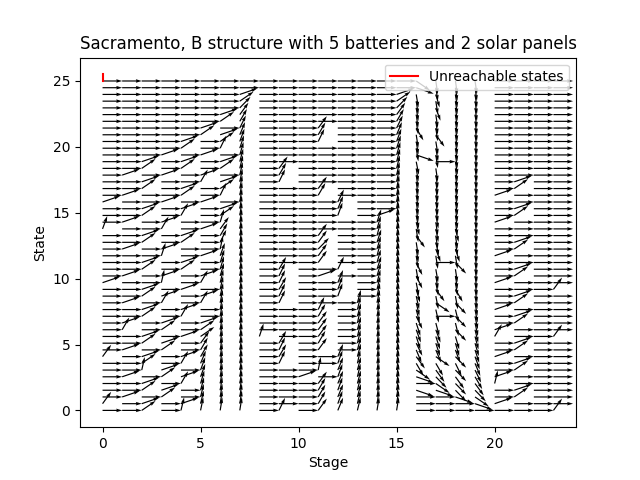 Sacramento, B structure with 5 batteries and 2 solar panels
Unreachable states
25
20
15
10
5
0
State
0 5 10 15 20
Stage